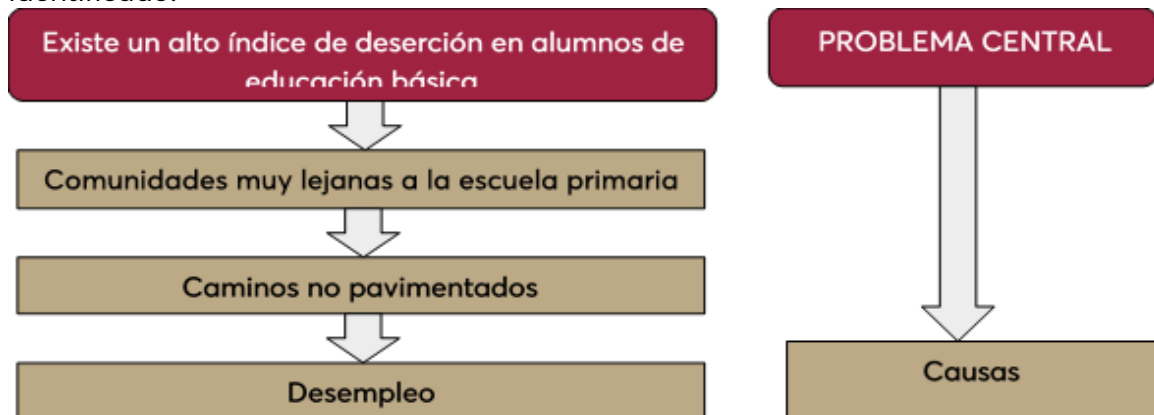 Existe un alto índice de deserción en alumnos de
educación básica
PROBLEMA CENTRAL
Comunidades muy lejanas a la escuela primaria
Caminos no pavimentados
Desempleo
Causas